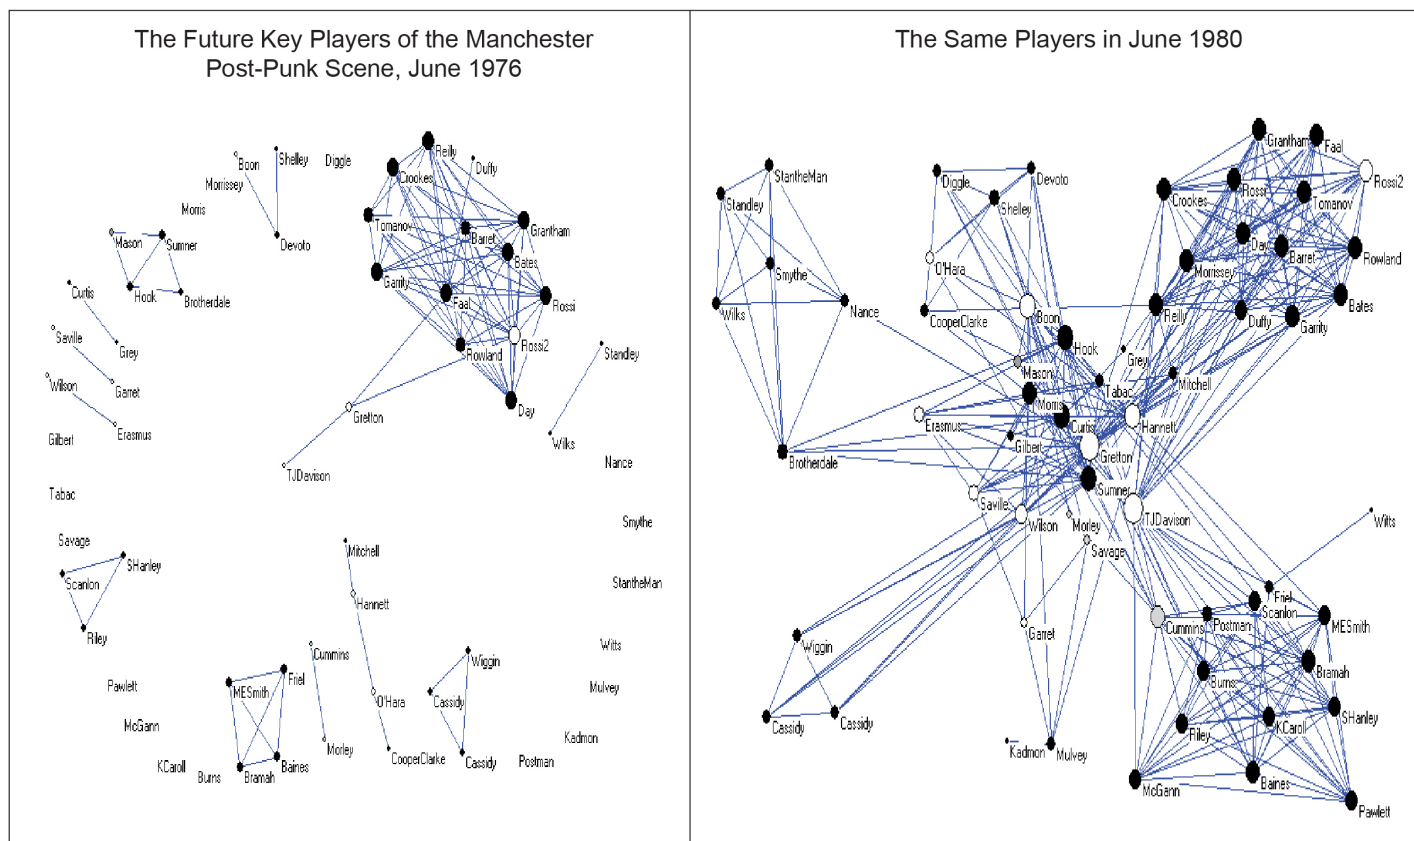 The Future Key Players of the Manchester
Post-Punk Scene, June 1976
Reilly
Boon
Shelley
Diggle
Duffy
Crookes
Morrissey
Morris
Tomanov
Grantham
Mason
Sumner
Devoto
Barret
Bates
Garrity
Curtis
Hook
Brotherdale
Faal
Rossi
Saville
Grey
Rowland
Rossi2
Standley
Wilson
Garret
Day
Gretton
Erasmus
Gilbert
Wilks
TJDavison
Nance
Tabac
Smythe
Savage
Mitchell
SHanley
Scanlon
StantheMan
Hannett
Riley
Cummins
Wiggin
Witts
MESmith
Friel
Pawlett
O'Hara
Cassidy
Mulvey
McGann
Morley
CooperClarke
Kadmon
KCaroll
Burns
Bramah
Baines
Cassidy
Postman
The Same Players in June 1980
Grantham
Faal
StantheMan
Diggle
Devoto
Rossi2
Standley
Shelley
Crookes
Rossi
Tomanov
Day
Barret
Rowland
Smythe
O'Hara
Morrissey
Wilks
Nance
CooperClarke
Boon
Reilly
Duffy
Garrity
Bates
Hook
Grey
Mason
Tabac
Mitchell
Morris
Erasmus
Curtis
Hannett
Gilbert
Gretton
Brotherdale
Sumner
Saville
Wilson
Morley
TJDavison
Witts
Savage
Friel
Scanlon
Garret
Cummins
Postman
MESmith
Wiggin
Burns
Bramah
Cassidy
Cassidy
Riley
KCaroll
SHanley
Kadmon
Mulvey
McGann
Baines
Pawlett